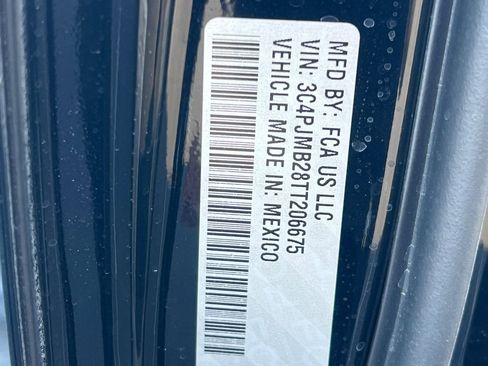 MFD BY: FCA US LLC
VIN: 3C4PJMB28TT206675
VEHICLE MADE IN: MEXICO